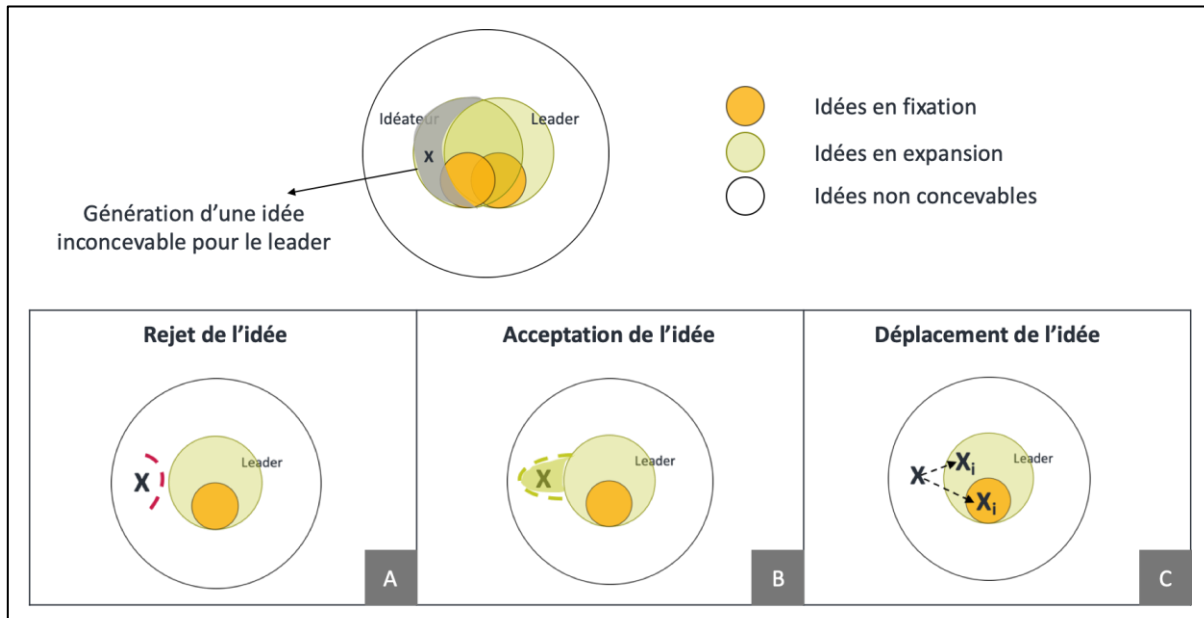 Idéateur
Leader
X
Génération d'une idée
inconcevable pour le leader
Idées en fixation
Idées en expansion
Idées non concevables
Rejet de l'idée
X
Leader
A
Acceptation de l'idée
X
Leader
B
Déplacement de l'idée
X
Xi
Leader
Xi
C